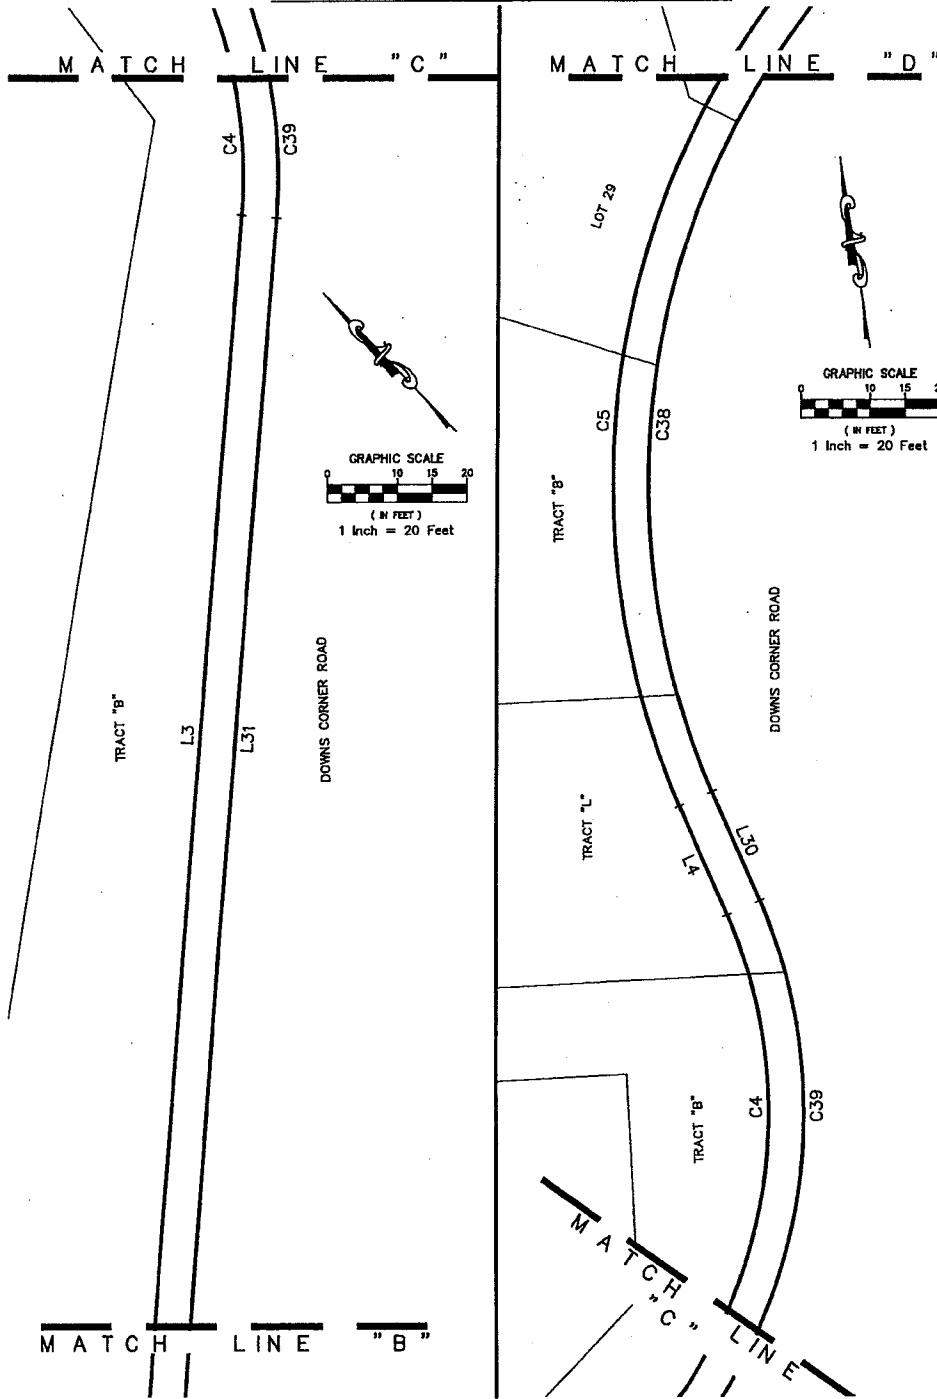 MATCH LINE "C"
C4
C39
GRAPHIC SCALE
0 10 15 20
( IN FEET )
1 Inch = 20 Feet
TRACT "B"
L3
L31
DOWNS CORNER ROAD
MATCH LINE "B"
MATCH LINE "D"
LOT 29
GRAPHIC SCALE
0 10 15
( IN FEET )
1 Inch = 20 Feet
C5
C38
TRACT "B"
DOWNS CORNER ROAD
TRACT "L"
L4
L30
TRACT "B"
C4
C39
MATCH LINE
"C"